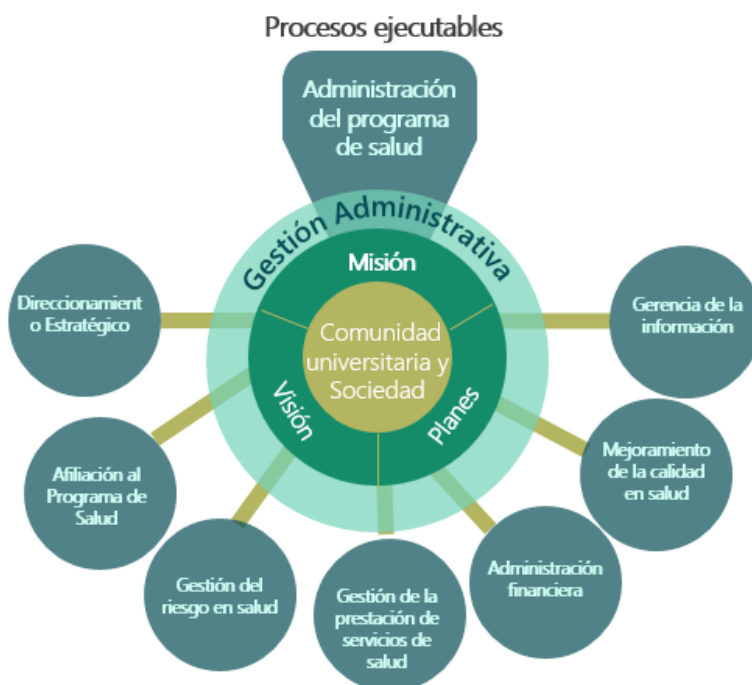 Procesos ejecutables
Administración
del programa
de salud
Gestión Administrativa
Misión
Visión
Planes
Comunidad
universitaria y
Sociedad
Direccionamient
o Estratégico
Afiliación al
Programa de
Salud
Gestión del
riesgo en salud
Gestión de la
prestación de
servicios de
salud
Administración
financiera
Mejoramiento
de la calidad
en salud
Gerencia de la
información